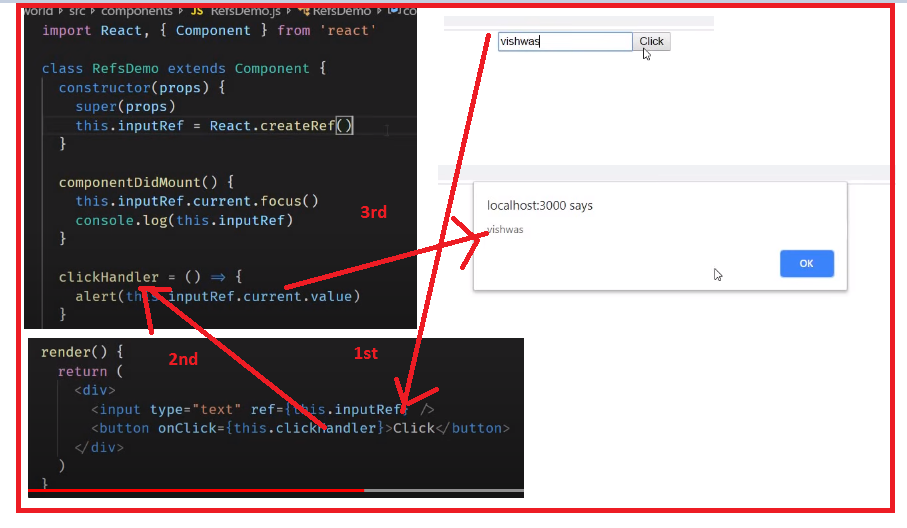 world > src > components > JS RefsDemo.js > RefsDemo > co
import React, { Component } from 'react'
class RefsDemo extends Component {
constructor(props) {
super(props)
this.inputRef = React.createRef()
}
componentDidMount() {
this.inputRef.current.focus()
console.log(this.inputRef)
}
clickHandler = () => {
alert(this.inputRef.current.value)
}
render() {
return (
<div>
<input type="text" ref={this.inputRef} />
<button onClick={this.clickHandler}>Click</button>
</div>
)
}
vishwas Click
localhost:3000 says
vishwas
OK
1st
2nd
3rd